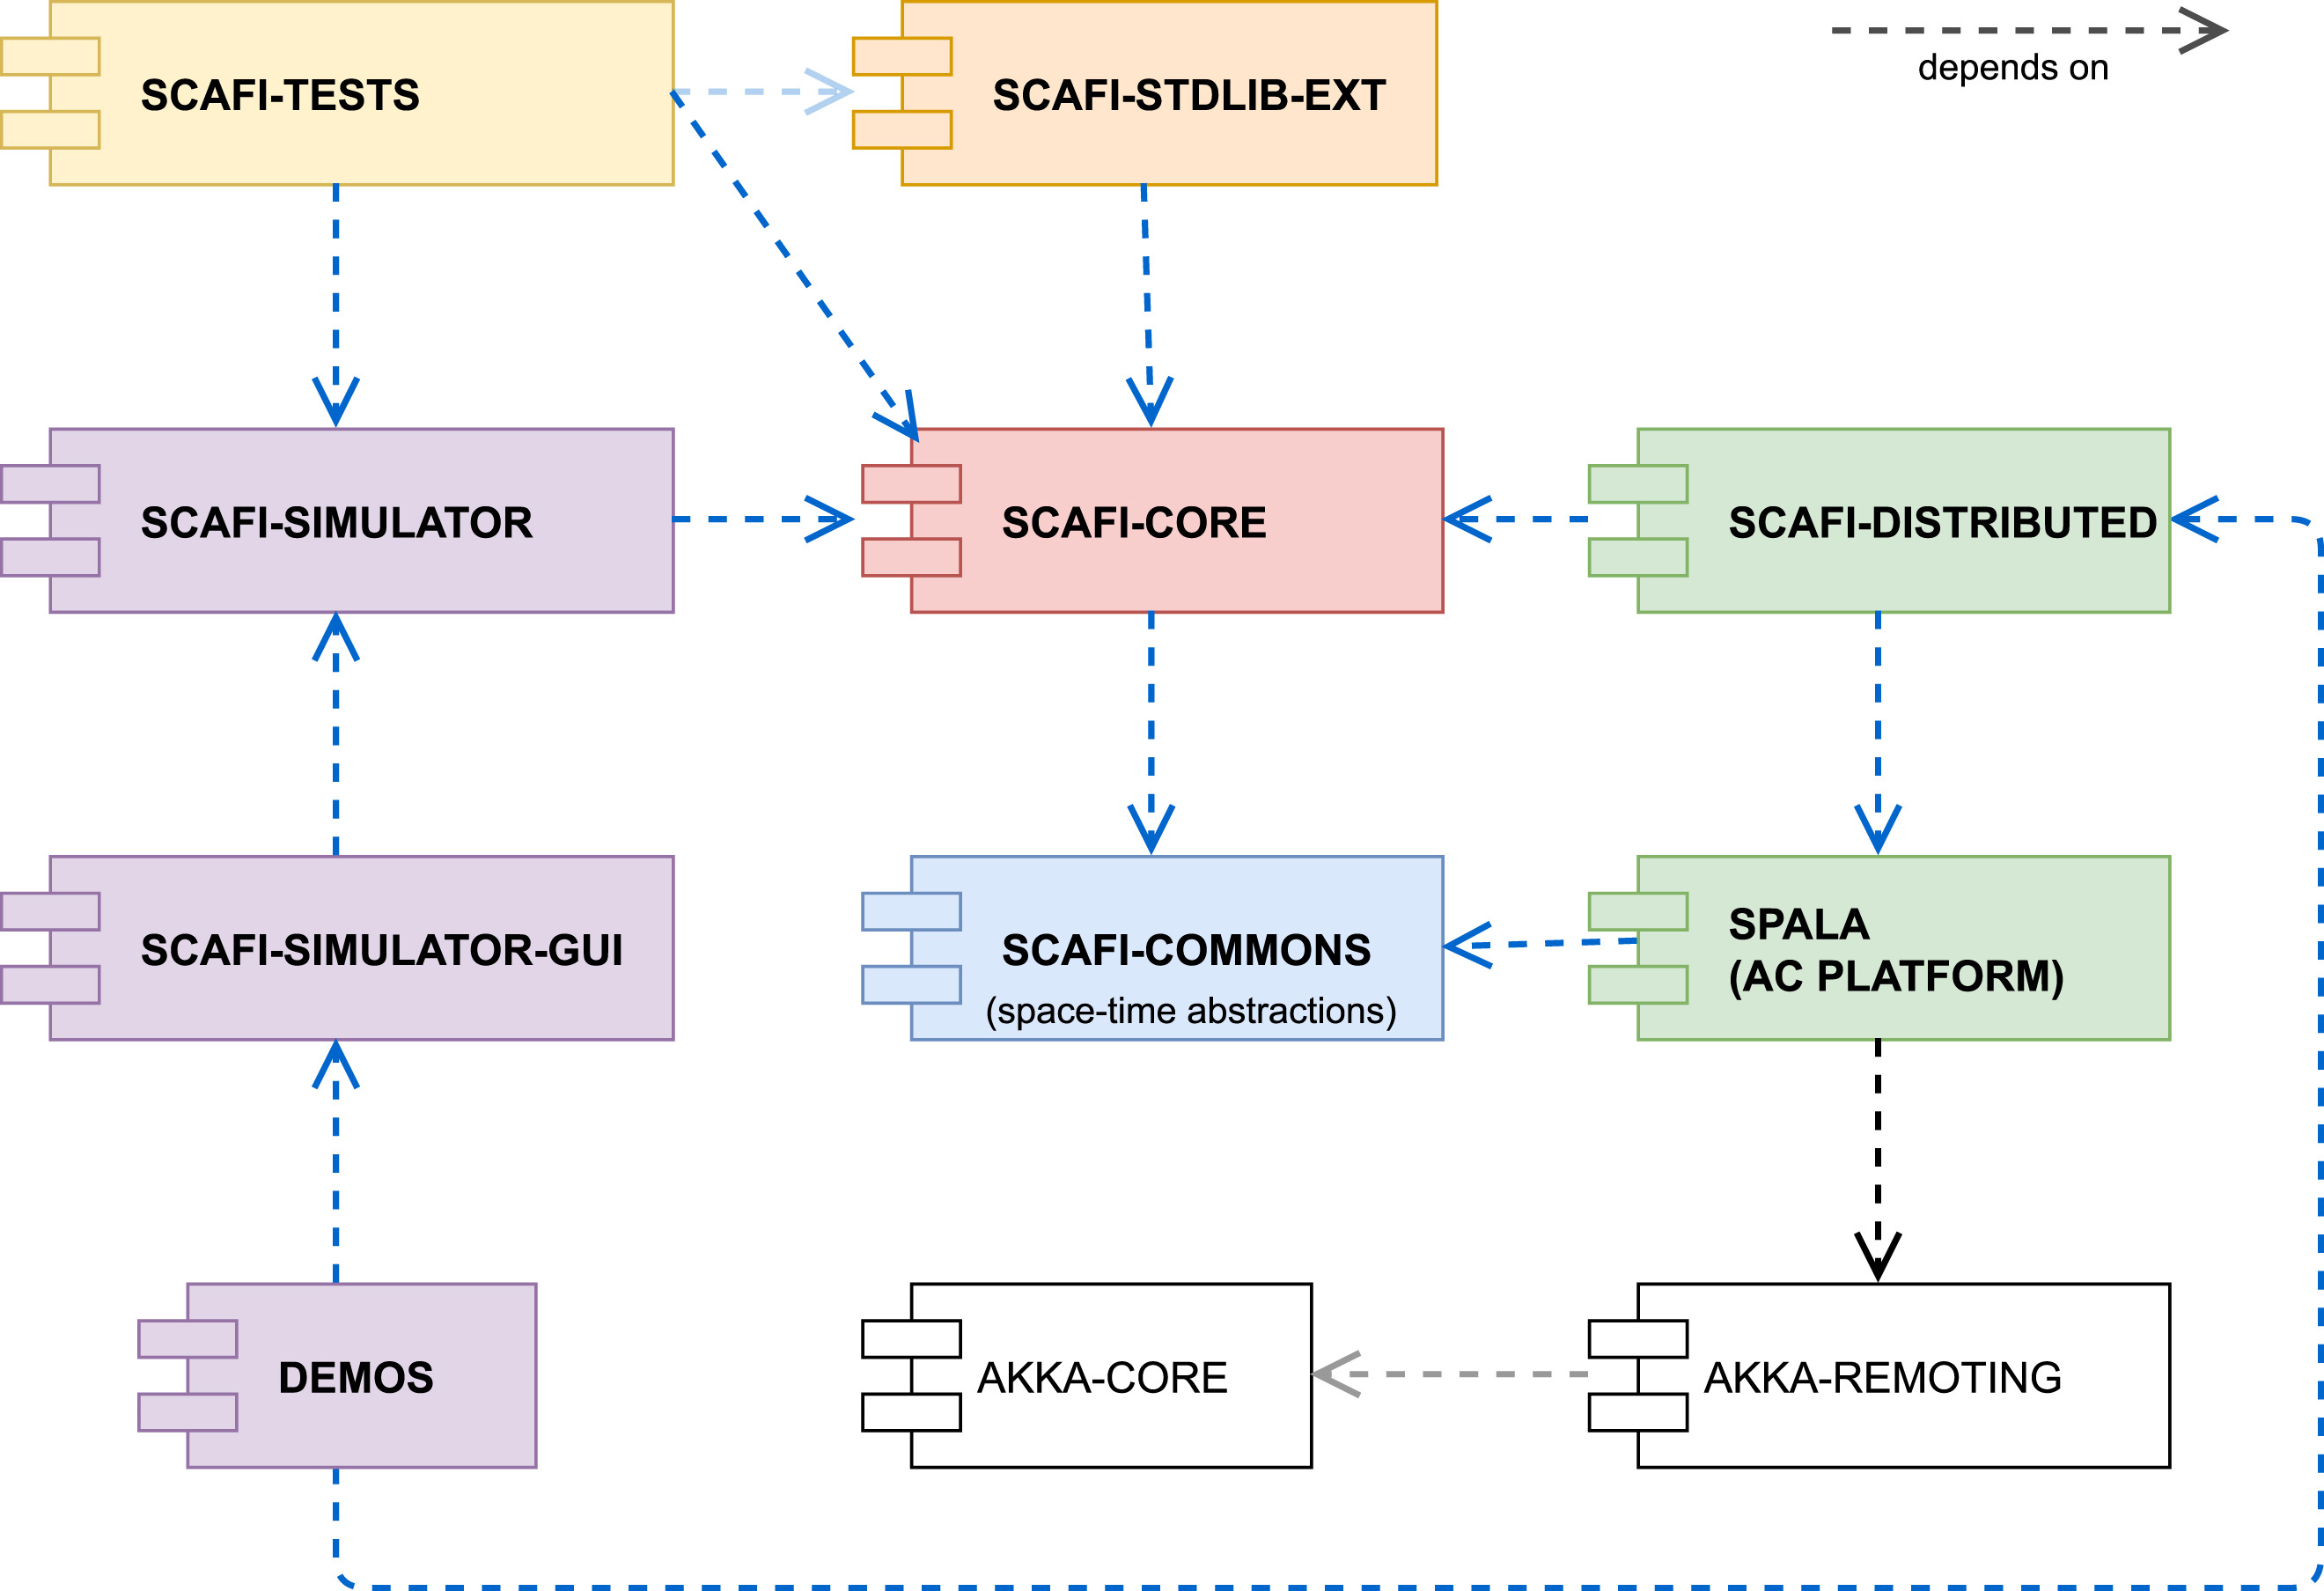 SCAFI-TESTS
SCAFI-STDLIB-EXT
depends on
SCAFI-SIMULATOR
SCAFI-CORE
SCAFI-DISTRIBUTED
SCAFI-SIMULATOR-GUI
SCAFI-COMMONS
(space-time abstractions)
SPALA
(AC PLATFORM)
DEMOS
AKKA-CORE
AKKA-REMOTING